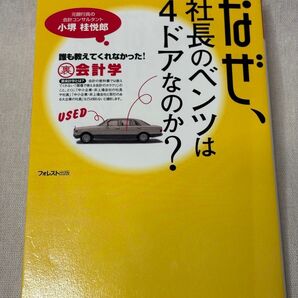 なぜ、
社長のベンツは
4ドアなのか?
元銀行員の
会計コンサルタント
小堺 桂悦郎
誰も教えてくれなかった!
裏 会計学
USED
フォレスト出版